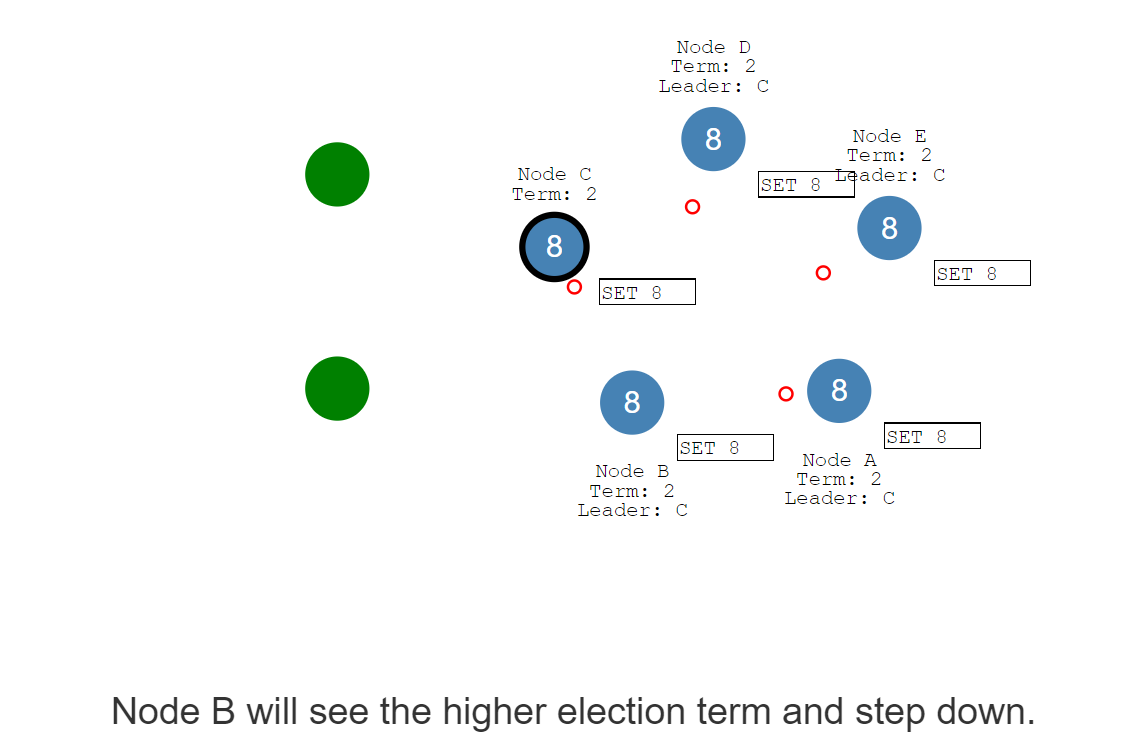 Node D
Term: 2
Leader: C
8
SET 8
Node E
Term: 2
Leader: C
8
SET 8
Node C
Term: 2
8
SET 8
8
SET 8
Node B
Term: 2
Leader: C
8
SET 8
Node A
Term: 2
Leader: C
Node B will see the higher election term and step down.